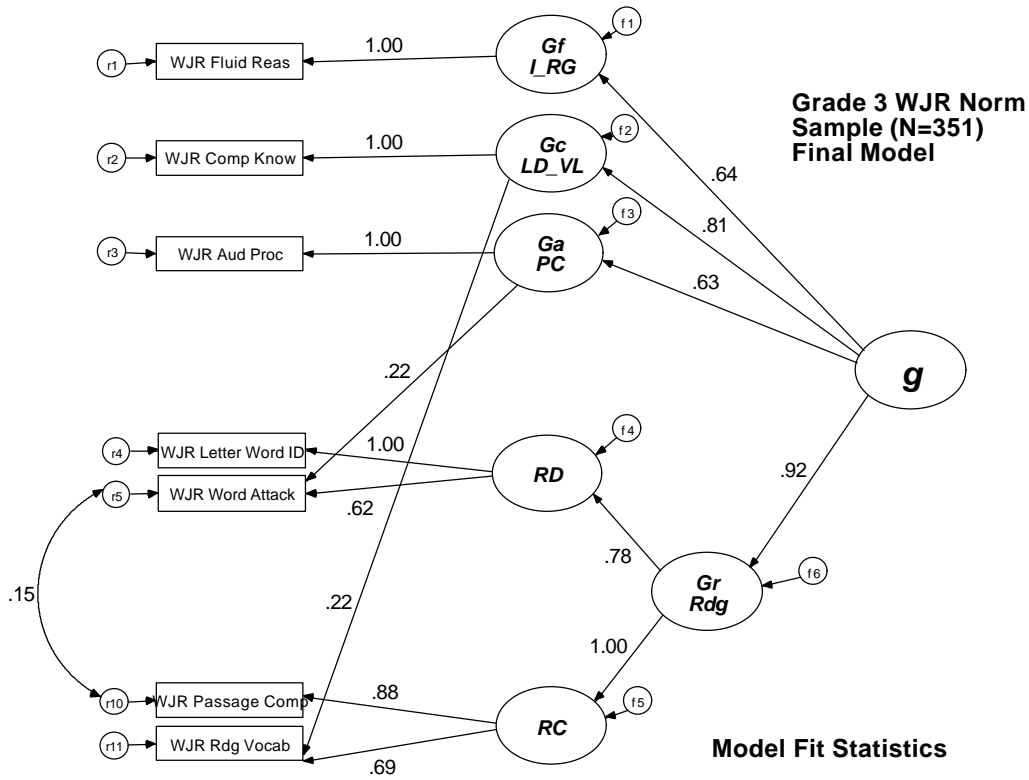 f1
Gf
I_RG
1.00
r1
WJR Fluid Reas
Grade 3 WJR Norm
Sample (N=351)
Final Model
f2
Gc
LD_VL
1.00
r2
WJR Comp Know
.64
.81
f3
Ga
PC
1.00
r3
WJR Aud Proc
.63
g
.22
f4
1.00
r4
WJR Letter Word ID
RD
r5
WJR Word Attack
.62
.92
.78
f6
Gr
Rdg
.15
.22
1.00
r10
WJR Passage Comp
.88
f5
RC
r11
WJR Rdg Vocab
.69
Model Fit Statistics